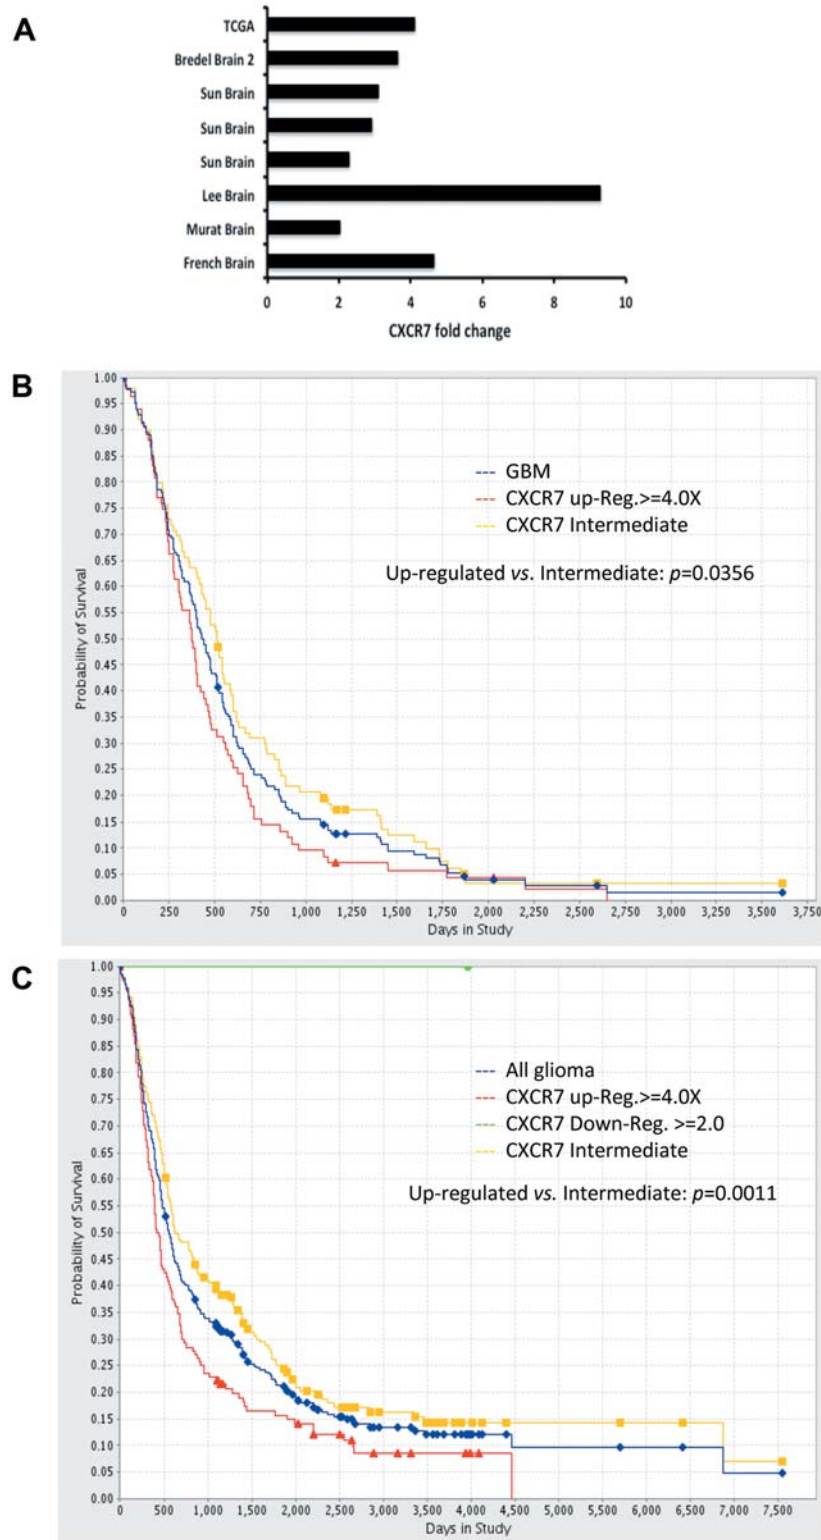 A
TCGA
Bredel Brain 2
Sun Brain
Sun Brain
Sun Brain
Lee Brain
Murat Brain
French Brain
0 2 4 6 8 10
CXCR7 fold change
B
1.00
0.95
0.90
0.85
0.80
0.75
0.70
0.65
0.60
0.55
0.50
0.45
0.40
0.35
0.30
0.25
0.20
0.15
0.10
0.05
0.00
Probability of Survival
GBM
CXCR7 up-Reg.>=4.0X
CXCR7 Intermediate
Up-regulated vs. Intermediate: p=0.0356
0 250 500 750 1,000 1,250 1,500 1,750 2,000 2,250 2,500 2,750 3,000 3,250 3,500 3,750
Days in Study
C
1.00
0.95
0.90
0.85
0.80
0.75
0.70
0.65
0.60
0.55
0.50
0.45
0.40
0.35
0.30
0.25
0.20
0.15
0.10
0.05
0.00
Probability of Survival
All glioma
CXCR7 up-Reg.>=4.0X
CXCR7 Down-Reg. >=2.0
CXCR7 Intermediate
Up-regulated vs. Intermediate: p=0.0011
0 500 1,000 1,500 2,000 2,500 3,000 3,500 4,000 4,500 5,000 5,500 6,000 6,500 7,000 7,500
Days in Study